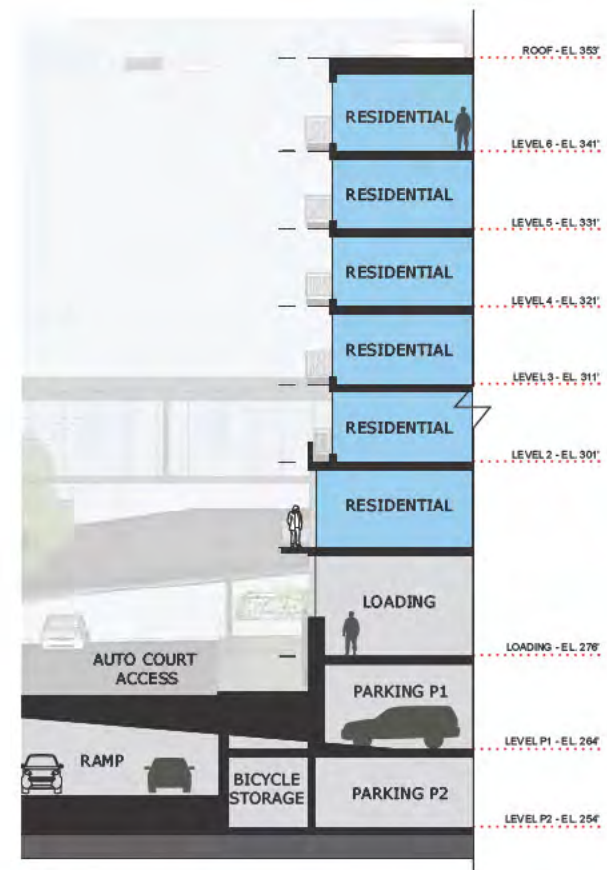 ROOF - EL. 353'
RESIDENTIAL
LEVEL 6 - EL. 341'
RESIDENTIAL
LEVEL 5 - EL. 331'
RESIDENTIAL
LEVEL 4 - EL. 321'
RESIDENTIAL
LEVEL 3 - EL. 311'
RESIDENTIAL
LEVEL 2 - EL. 301'
RESIDENTIAL
LOADING
LOADING - EL. 276'
AUTO COURT
ACCESS
PARKING P1
LEVEL P1 - EL. 264'
RAMP
BICYCLE
STORAGE
PARKING P2
LEVEL P2 - EL. 254'